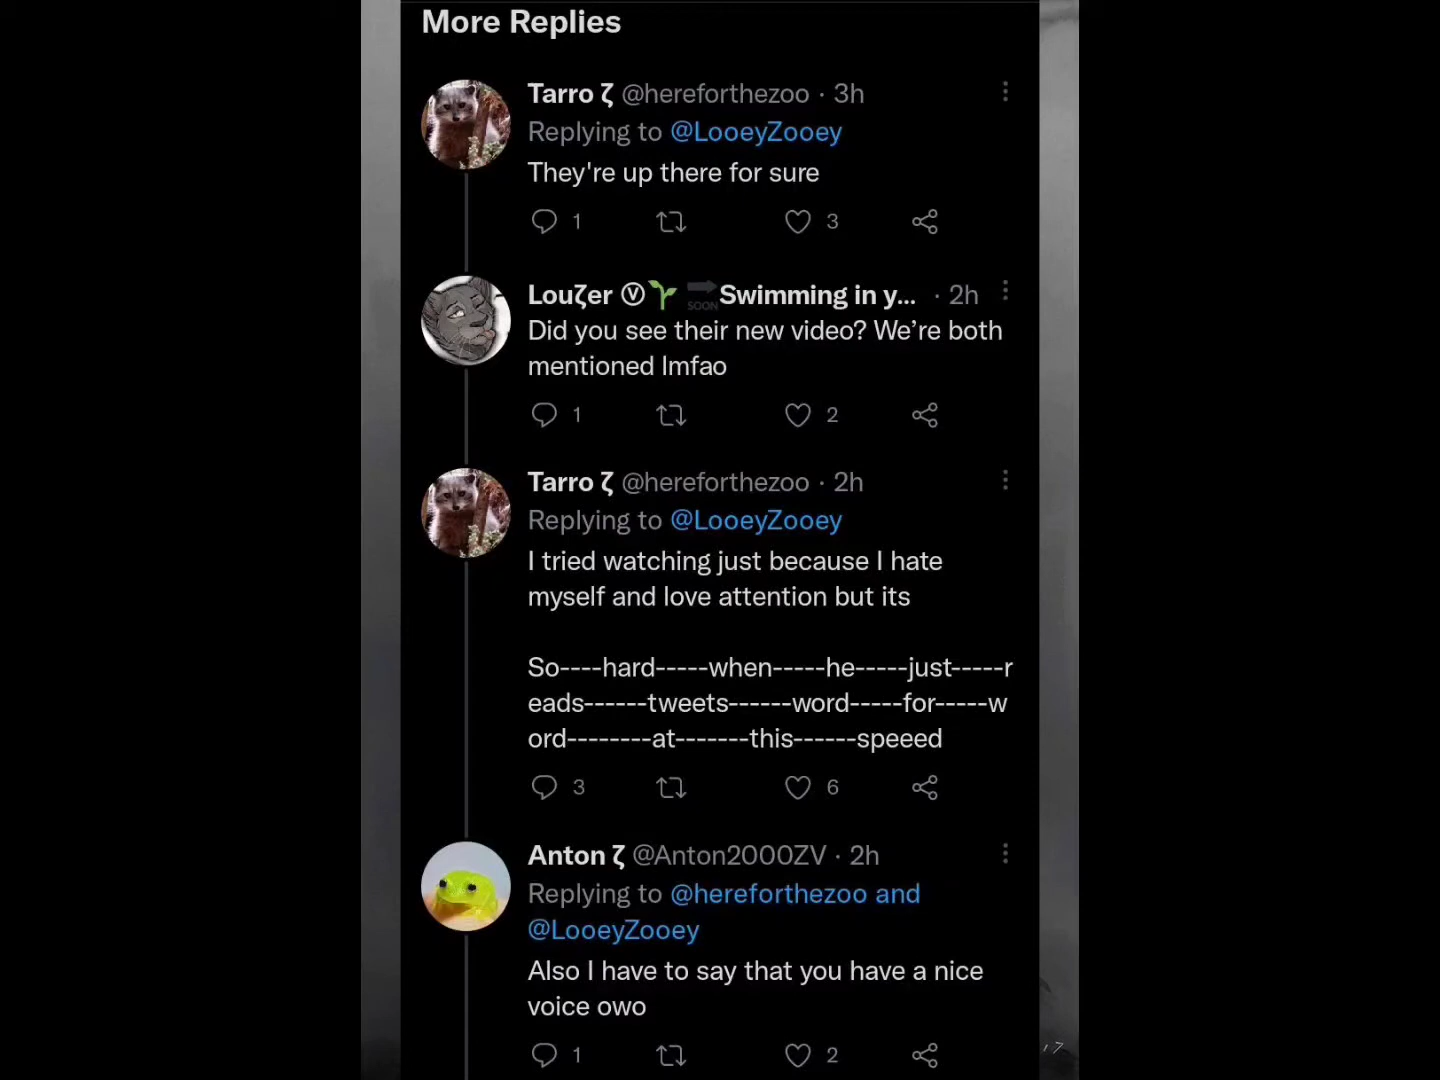 More Replies
Tarro ζ @hereforthezoo · 3h
Replying to @LooeyZooey
They're up there for sure
1 3
Louζer Ⓥ🌱 🔜Swimming in y... · 2h
Did you see their new video? We’re both
mentioned lmfao
1 2
Tarro ζ @hereforthezoo · 2h
Replying to @LooeyZooey
I tried watching just because I hate
myself and love attention but its
So----hard-----when-----he-----just-----r
eads------tweets------word-----for-----w
ord--------at-------this------speeed
3 6
Anton ζ @Anton2000ZV · 2h
Replying to @hereforthezoo and
@LooeyZooey
Also I have to say that you have a nice
voice owo
1 2